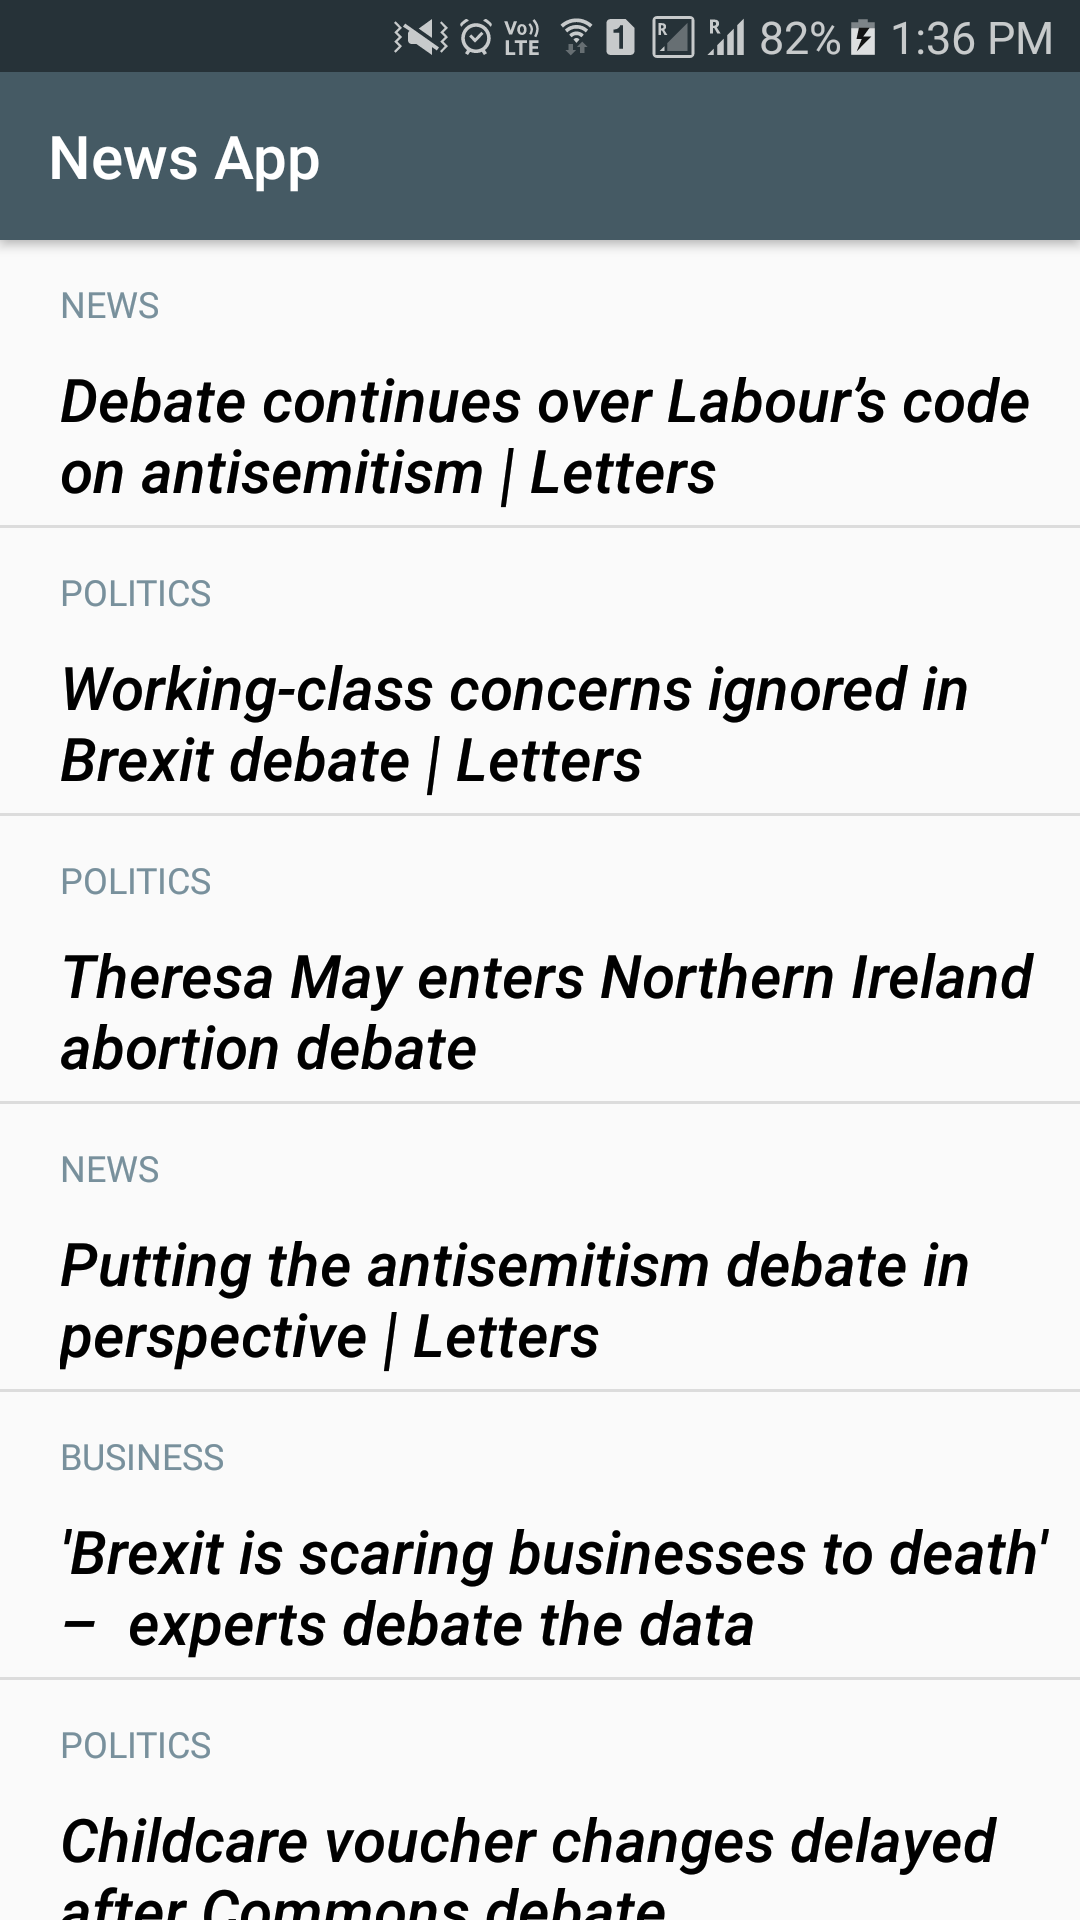 Vo)) LTE 1 R R 82% 1:36 PM
News App
NEWS
Debate continues over Labour’s code
on antisemitism | Letters
POLITICS
Working-class concerns ignored in
Brexit debate | Letters
POLITICS
Theresa May enters Northern Ireland
abortion debate
NEWS
Putting the antisemitism debate in
perspective | Letters
BUSINESS
'Brexit is scaring businesses to death'
– experts debate the data
POLITICS
Childcare voucher changes delayed
after Commons debate